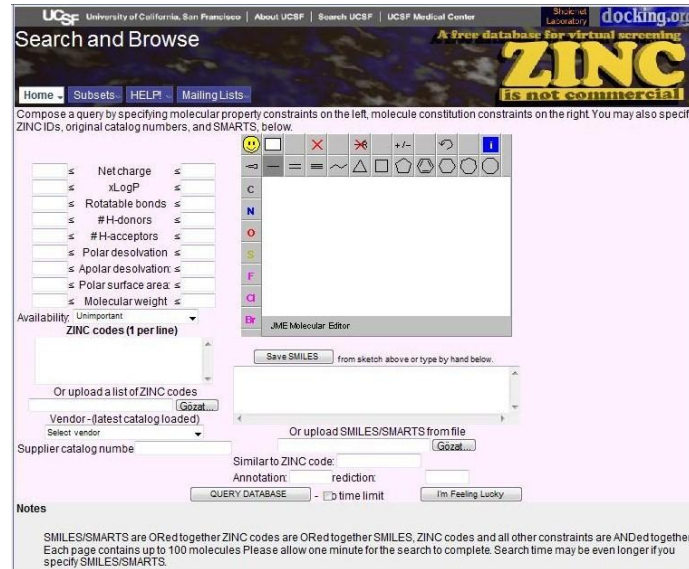 UCSF University of California, San Francisco | About UCSF | Search UCSF | UCSF Medical Center
Shoichet Laboratory docking.org
Search and Browse
A free database for virtual screening
ZINC
is not commercial
Home Subsets HELP! Mailing Lists
Compose a query by specifying molecular property constraints on the left, molecule constitution constraints on the right You may also specif
ZINC IDs, original catalog numbers, and SMARTS, below.
+/-
i
≤ Net charge ≤
≤ xLogP ≤
≤ Rotatable bonds ≤
≤ #H-donors ≤
≤ #H-acceptors ≤
≤ Polar desolvation ≤
≤ Apolar desolvation: ≤
≤ Polar surface area: ≤
≤ Molecular weight ≤
C
N
O
S
F
Cl
Br
JME Molecular Editor
Availability: Unimportant
ZINC codes (1 per line)
Save SMILES from sketch above or type by hand below.
Or upload a list of ZINC codes
Gözat...
Vendor - (latest catalog loaded)
Select vendor
Supplier catalog numbe
Or upload SMILES/SMARTS from file
Gözat...
Similar to ZINC code:
Annotation: rediction:
QUERY DATABASE - o time limit I'm Feeling Lucky
Notes
SMILES/SMARTS are ORed together ZINC codes are ORed together SMILES, ZINC codes and all other constraints are ANDed together
Each page contains up to 100 molecules Please allow one minute for the search to complete. Search time may be even longer if you
specify SMILES/SMARTS.